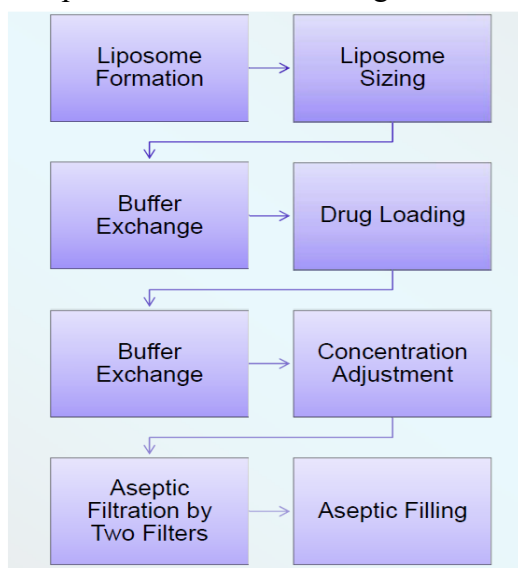 Liposome
Formation
Liposome
Sizing
Buffer
Exchange
Drug Loading
Buffer
Exchange
Concentration
Adjustment
Aseptic
Filtration by
Two Filters
Aseptic Filling